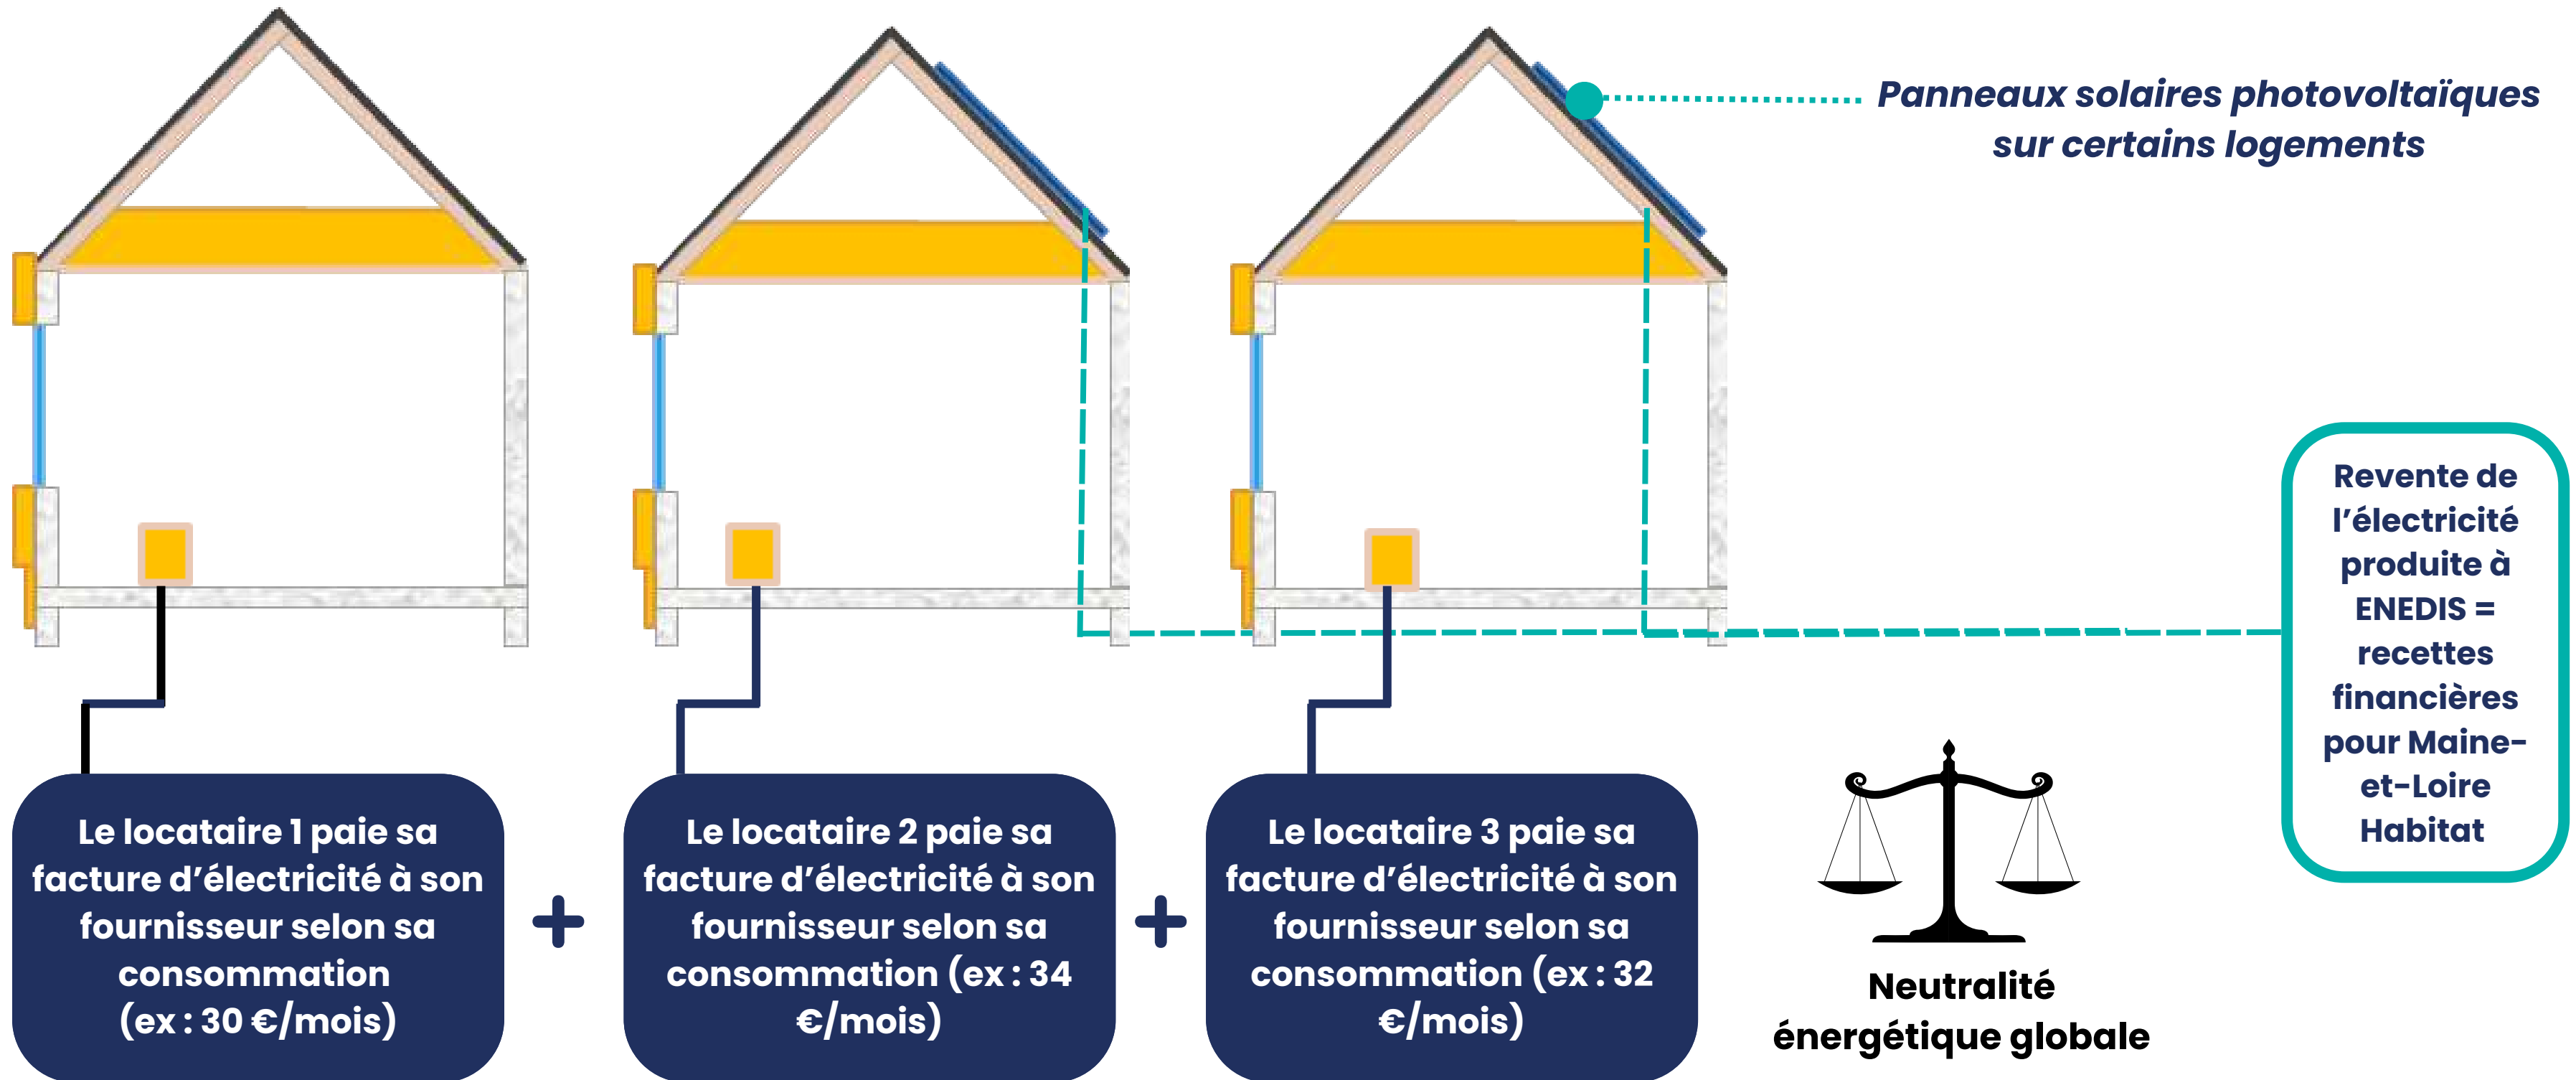 Panneaux solaires photovoltaïques
sur certains logements
Revente de
l’électricité
produite à
ENEDIS =
recettes
financières
pour Maine-
et-Loire
Habitat
Le locataire 1 paie sa
facture d’électricité à son
fournisseur selon sa
consommation
(ex : 30 €/mois)
+
Le locataire 2 paie sa
facture d’électricité à son
fournisseur selon sa
consommation (ex : 34
€/mois)
+
Le locataire 3 paie sa
facture d’électricité à son
fournisseur selon sa
consommation (ex : 32
€/mois)
Neutralité
énergétique globale